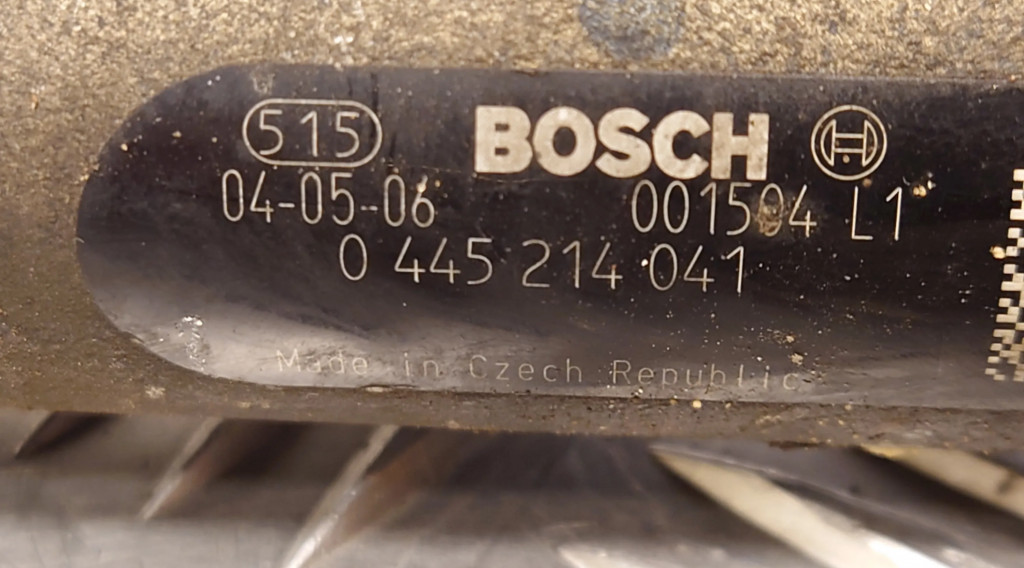 515 BOSCH
04-05-06 001504 L1
0 445 214 041
Made in Czech Republic